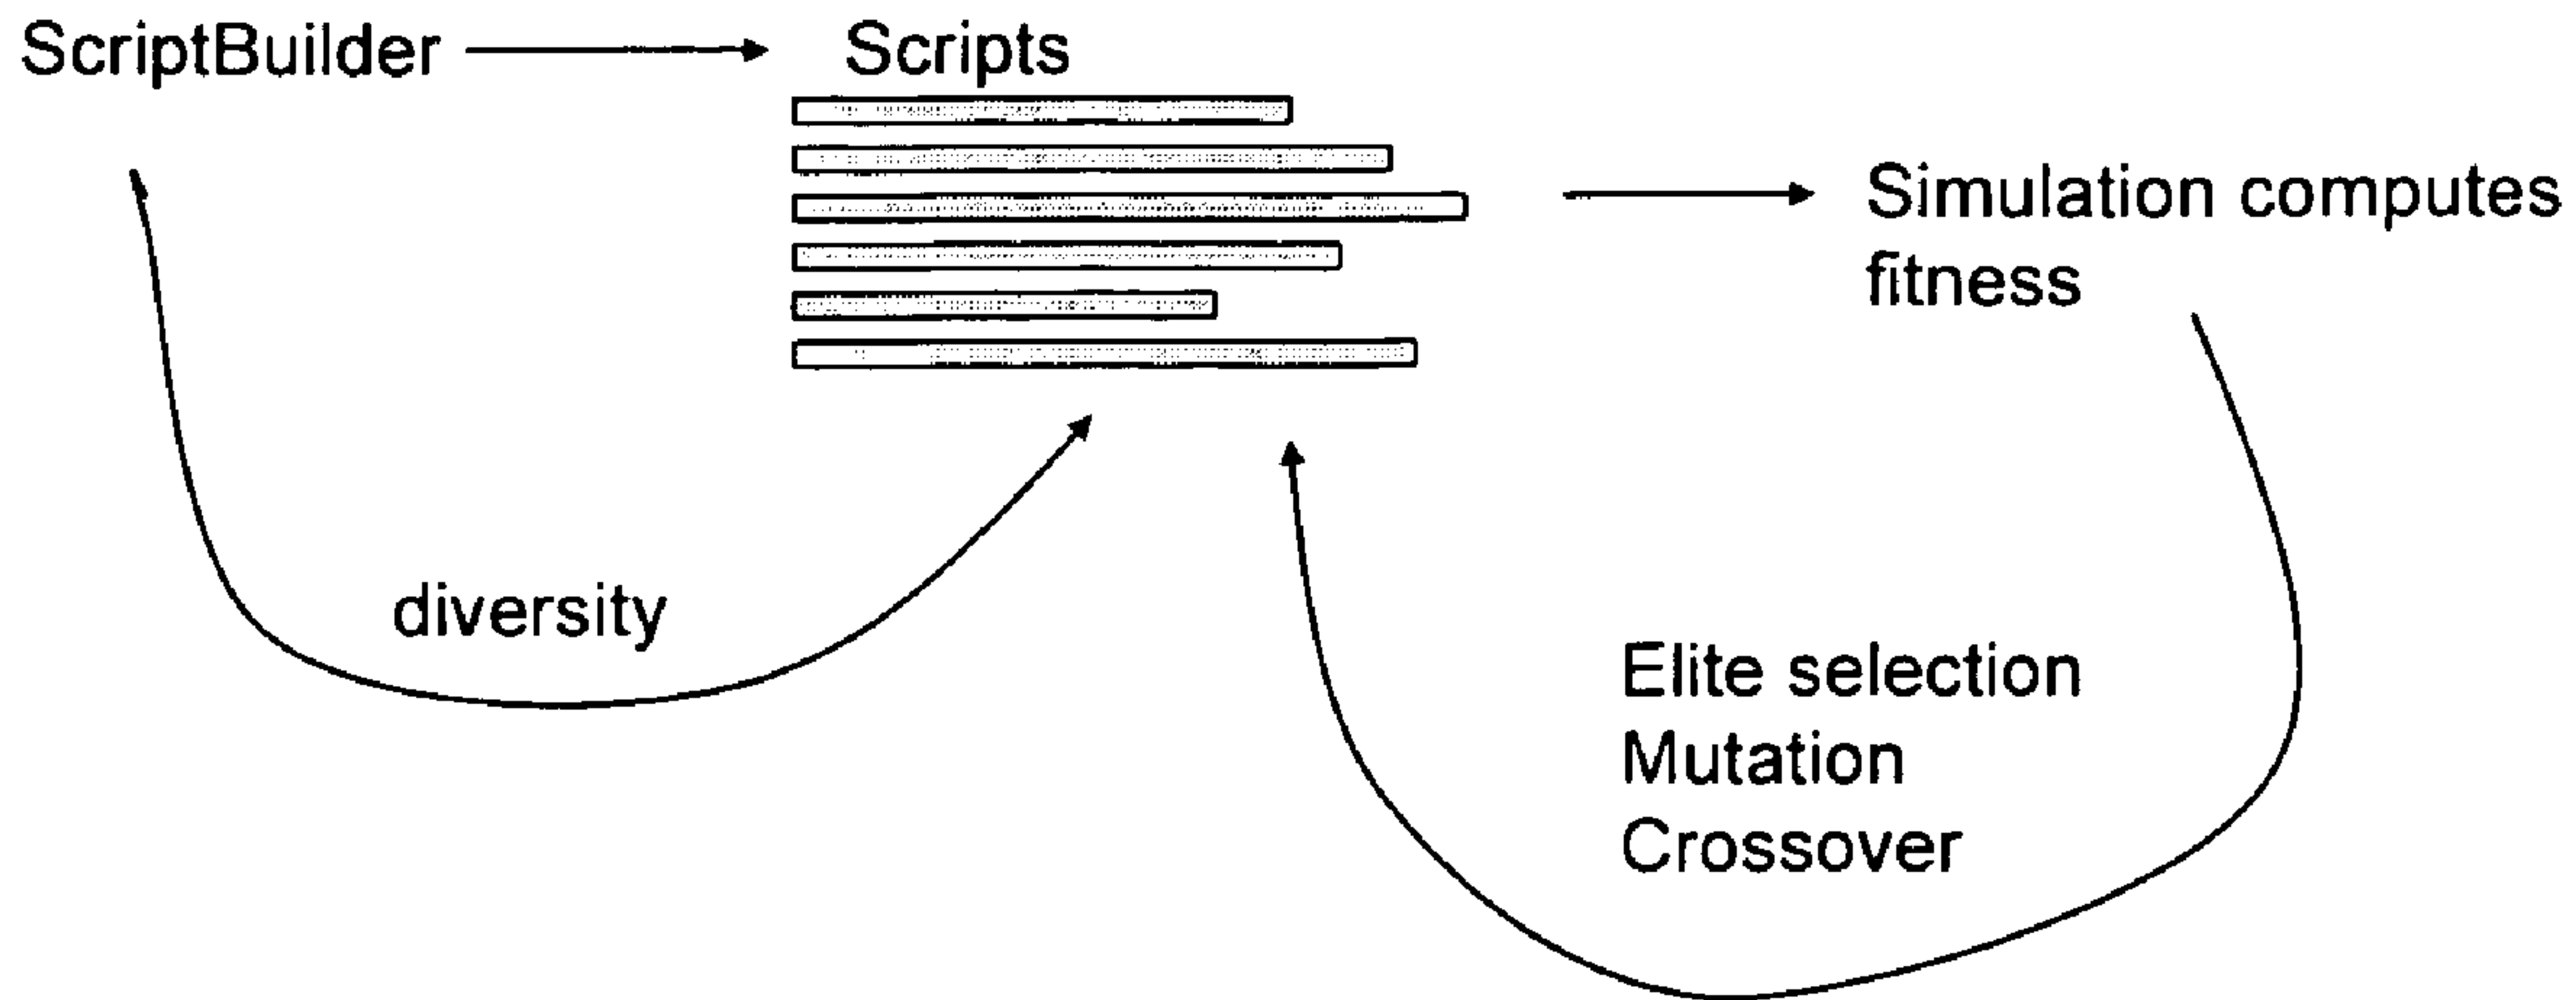 ScriptBuilder
Scripts
Simulation computes
fitness
diversity
Elite selection
Mutation
Crossover